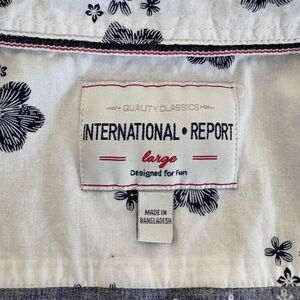 QUALITY CLASSICS
INTERNATIONAL • REPORT
large
Designed for Fun
MADE IN
BANGLADESH